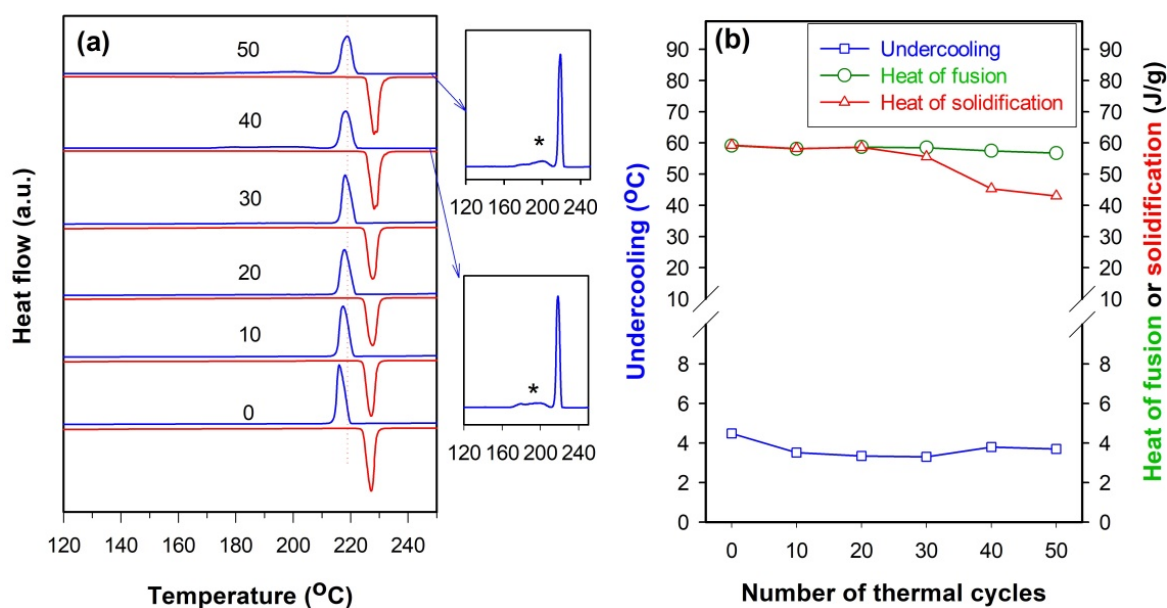 (a)
50
40
30
20
10
0
Heat flow (a.u.)
120 140 160 180 200 220 240
Temperature (ºC)
*
120 160 200 240
*
120 160 200 240
(b)
Undercooling
Heat of fusion
Heat of solidification
90
80
70
60
50
40
30
20
10
8
6
4
2
0
Undercooling (ºC)
90
80
70
60
50
40
30
20
10
8
6
4
2
0
Heat of fusion or solidification (J/g)
0 10 20 30 40 50
Number of thermal cycles